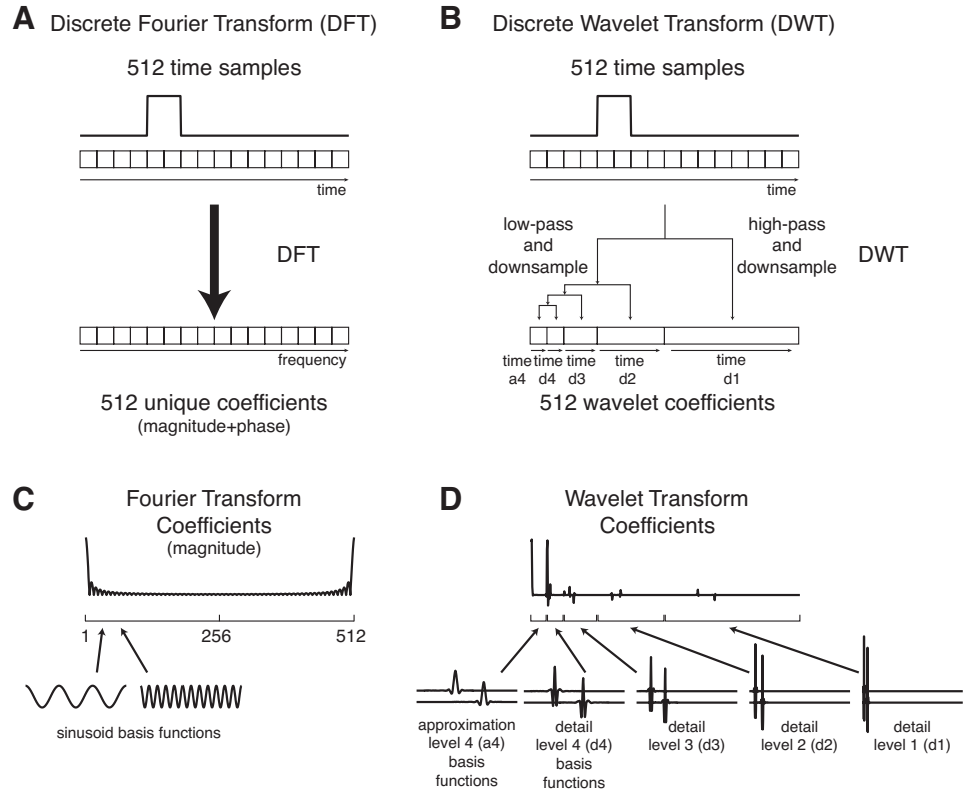 A Discrete Fourier Transform (DFT)
512 time samples
time
DFT
frequency
512 unique coefficients
(magnitude+phase)
B Discrete Wavelet Transform (DWT)
512 time samples
time
low-pass
and
downsample
high-pass
and
downsample
DWT
time time time time time
a4 d4 d3 d2 d1
512 wavelet coefficients
C Fourier Transform
Coefficients
(magnitude)
1 256 512
sinusoid basis functions
D Wavelet Transform
Coefficients
approximation
level 4 (a4)
basis
functions
detail
level 4 (d4)
basis
functions
detail
level 3 (d3)
detail
level 2 (d2)
detail
level 1 (d1)